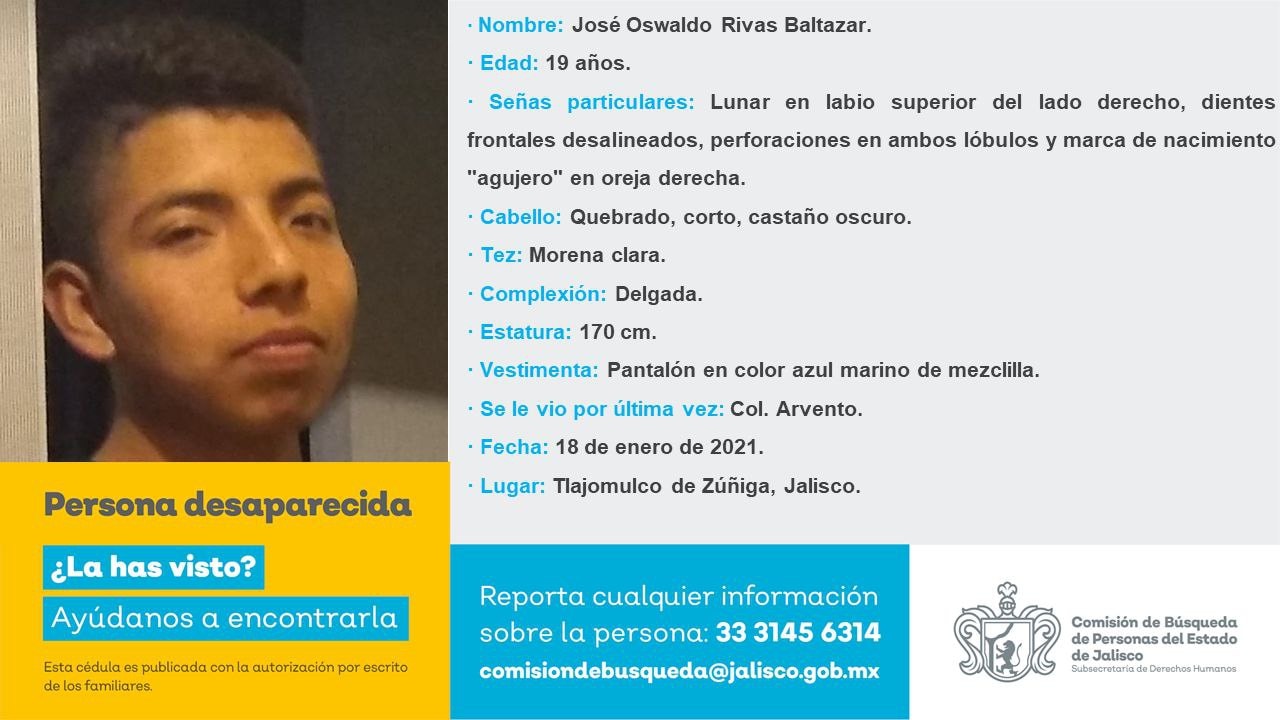 · Nombre: José Oswaldo Rivas Baltazar.
· Edad: 19 años.
· Señas particulares: Lunar en labio superior del lado derecho, dientes
frontales desalineados, perforaciones en ambos lóbulos y marca de nacimiento
"agujero" en oreja derecha.
· Cabello: Quebrado, corto, castaño oscuro.
· Tez: Morena clara.
· Complexión: Delgada.
· Estatura: 170 cm.
· Vestimenta: Pantalón en color azul marino de mezclilla.
· Se le vio por última vez: Col. Arvento.
· Fecha: 18 de enero de 2021.
· Lugar: Tlajomulco de Zúñiga, Jalisco.
Persona desaparecida
¿La has visto?
Ayúdanos a encontrarla
Esta cédula es publicada con la autorización por escrito
de los familiares.
Reporta cualquier información
sobre la persona: 33 3145 6314
comisiondebusqueda@jalisco.gob.mx
Comisión de Búsqueda
de Personas del Estado
de Jalisco
Subsecretaría de Derechos Humanos